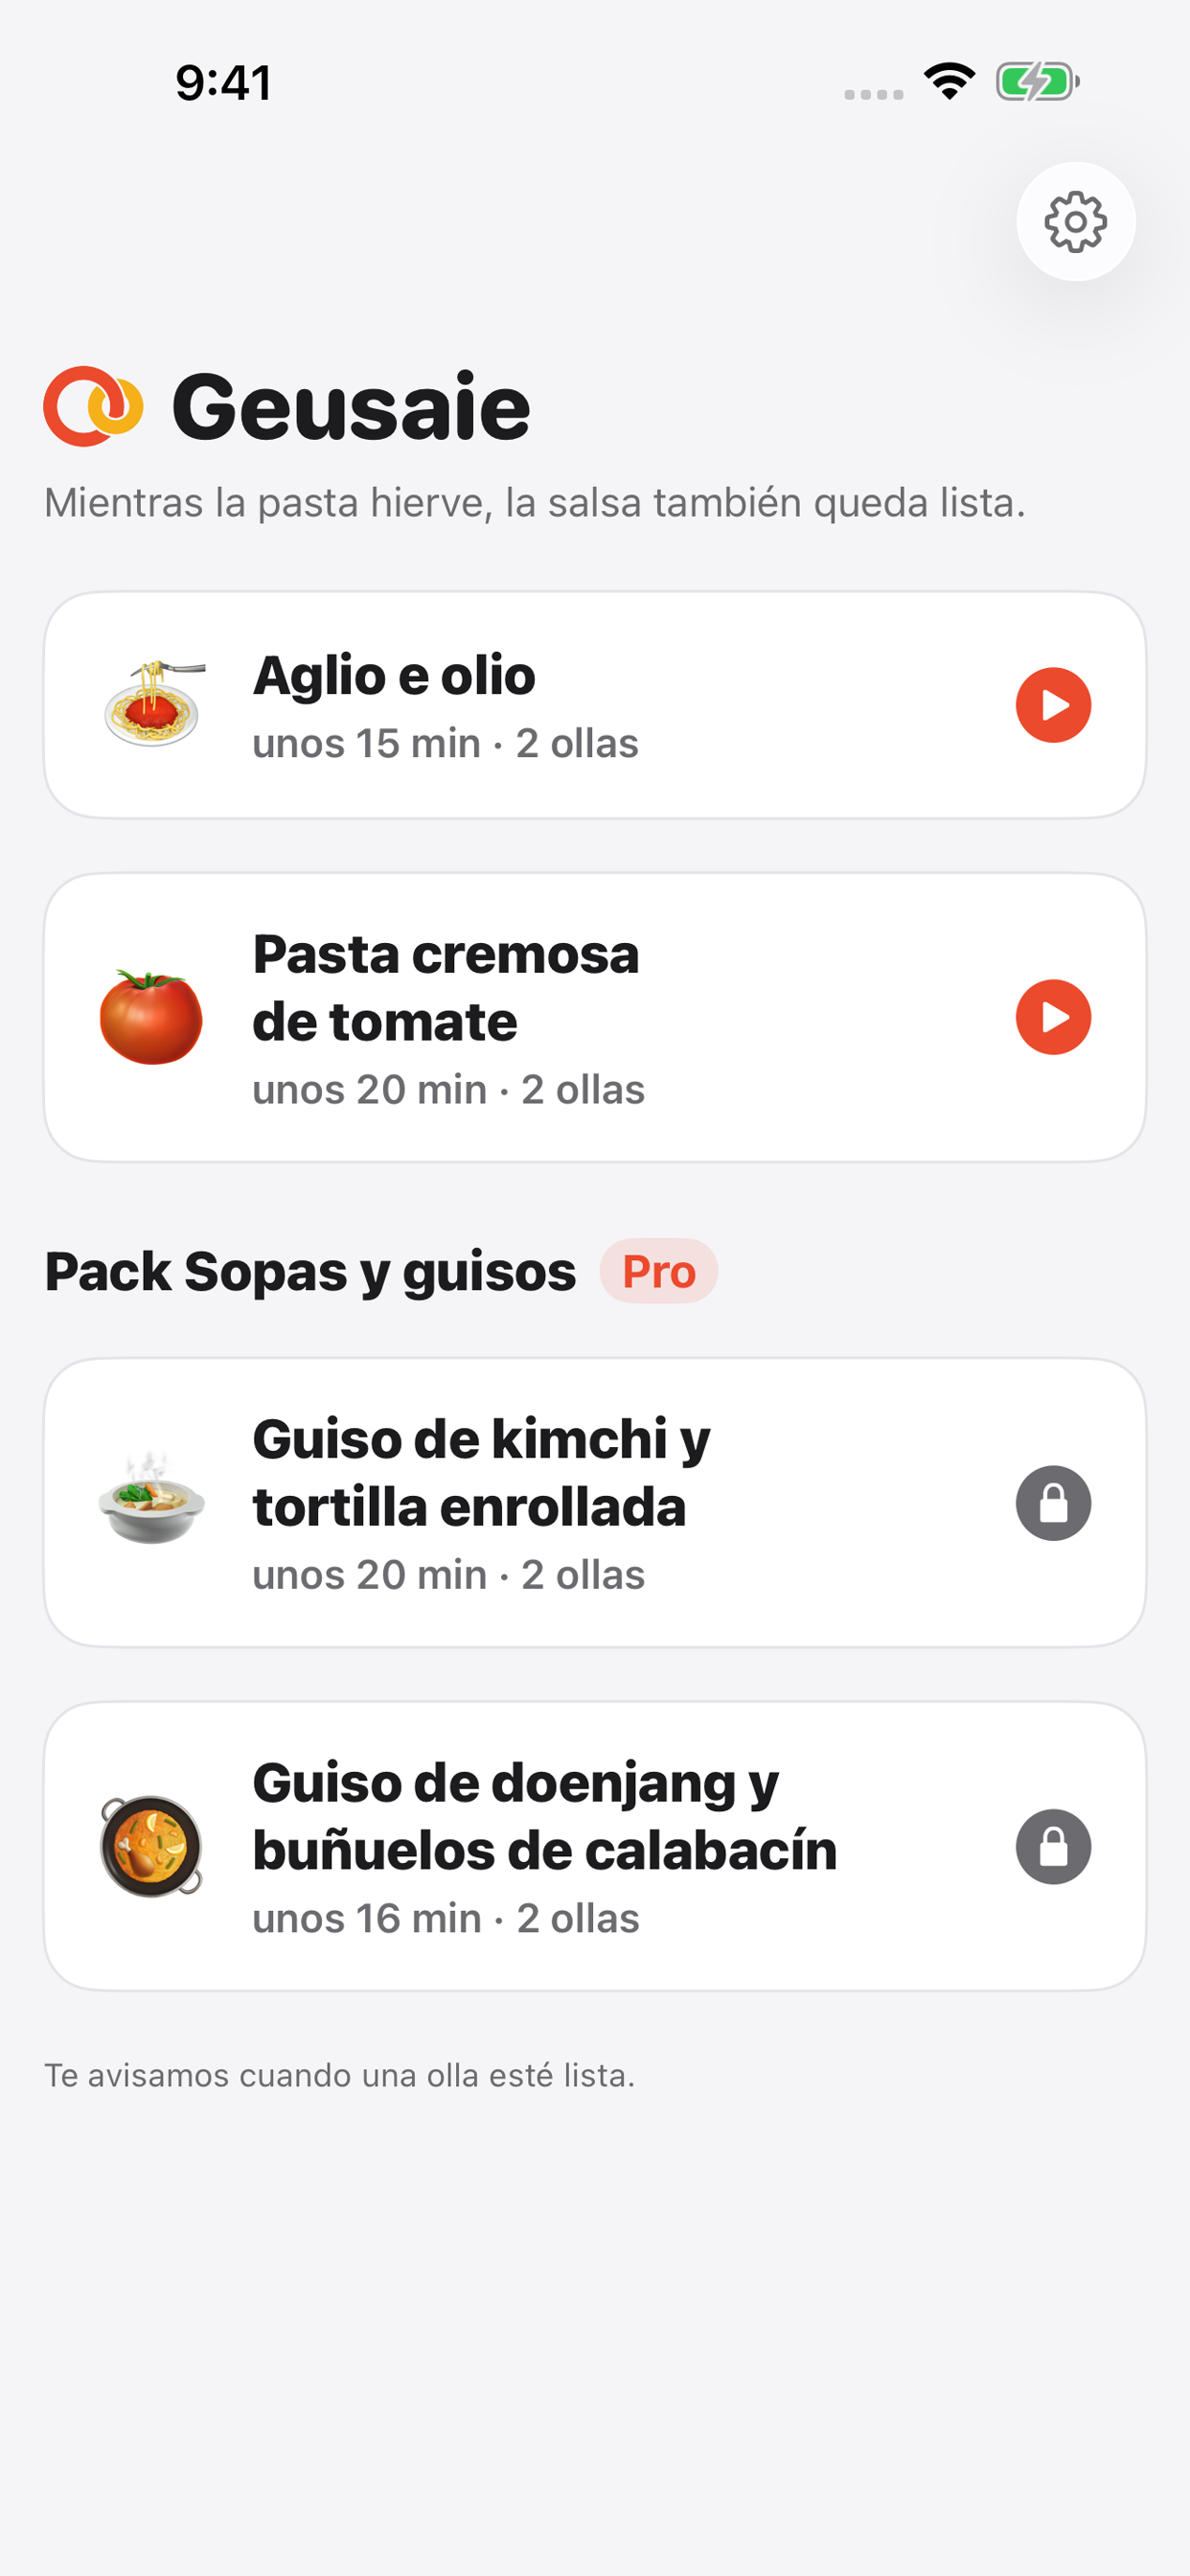 9:41
Geusaie
Mientras la pasta hierve, la salsa también queda lista.
Aglio e olio
unos 15 min · 2 ollas
Pasta cremosa
de tomate
unos 20 min · 2 ollas
Pack Sopas y guisos Pro
Guiso de kimchi y
tortilla enrollada
unos 20 min · 2 ollas
Guiso de doenjang y
buñuelos de calabacín
unos 16 min · 2 ollas
Te avisamos cuando una olla esté lista.